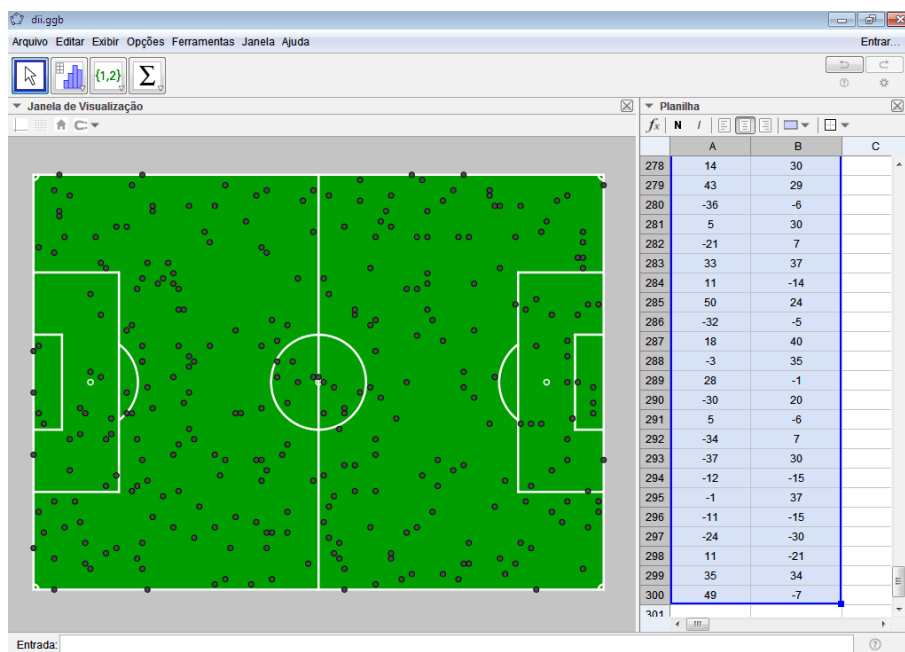 dii.ggb
Arquivo Editar Exibir Opções Ferramentas Janela Ajuda Entrar...
{1,2} Σ
Janela de Visualização
Planilha
fx N I
A B C
278 14 30
279 43 29
280 -36 -6
281 5 30
282 -21 7
283 33 37
284 11 -14
285 50 24
286 -32 -5
287 18 40
288 -3 35
289 28 -1
290 -30 20
291 5 -6
292 -34 7
293 -37 30
294 -12 -15
295 -1 37
296 -11 -15
297 -24 -30
298 11 -21
299 35 34
300 49 -7
301
Entrada: